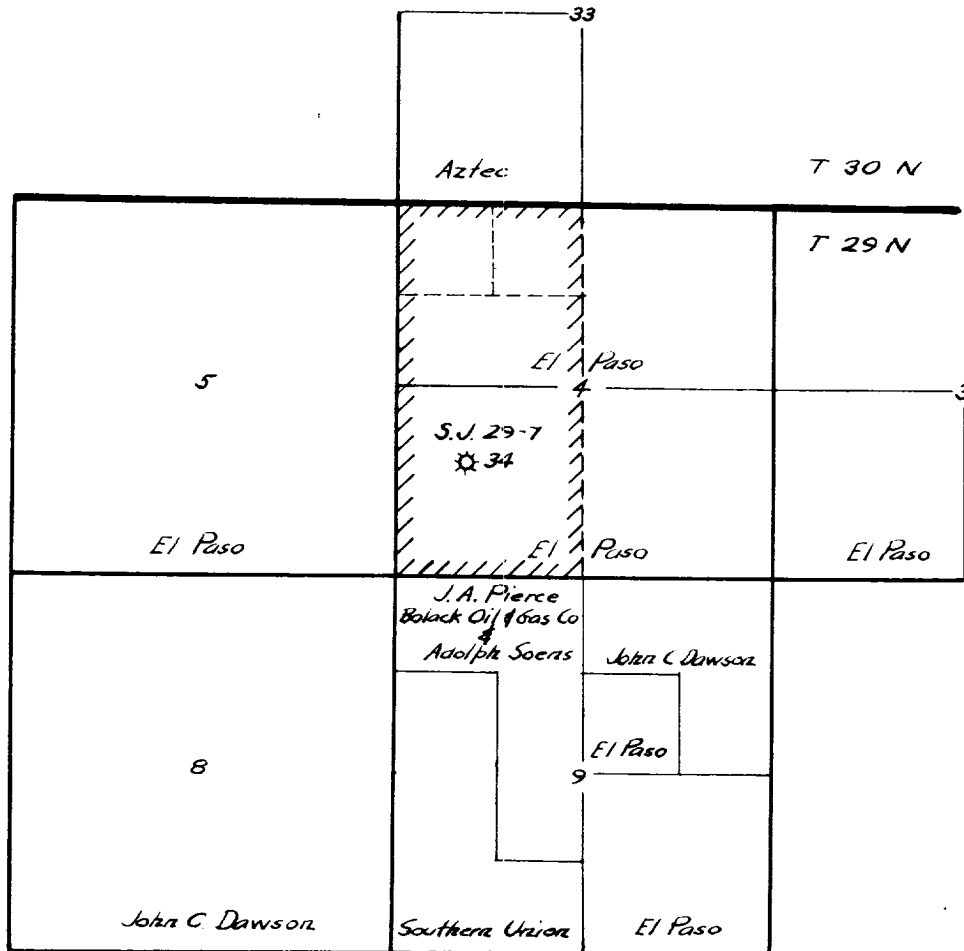 33
Aztec
T 30 N
T 29 N
El Paso
5
4
3
S.J. 29-7
34
El Paso
El Paso
El Paso
J. A. Pierce
Bolack Oil & Gas Co
&
Adolph Soens
John C Dawson
El Paso
8
9
John C. Dawson
Southern Union
El Paso